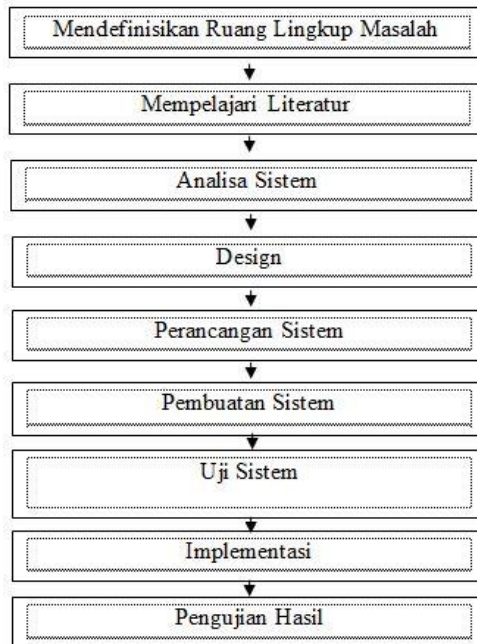 Mendefinisikan Ruang Lingkup Masalah
Mempelajari Literatur
Analisa Sistem
Design
Perancangan Sistem
Pembuatan Sistem
Uji Sistem
Implementasi
Pengujian Hasil